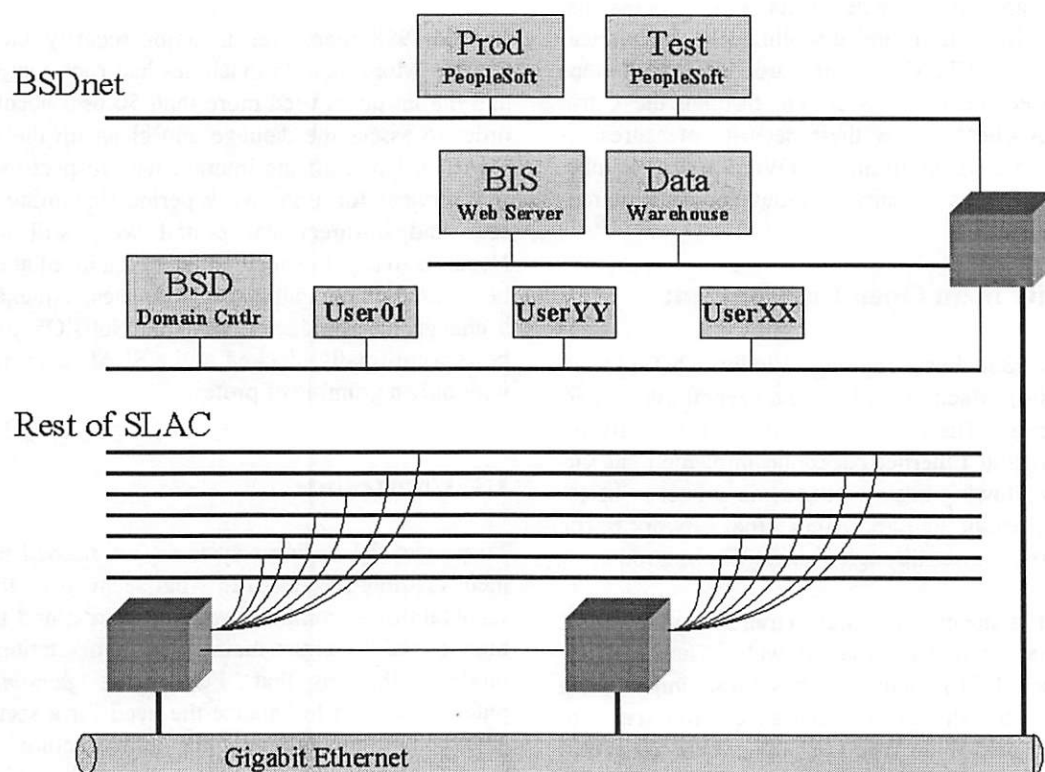 Prod
PeopleSoft
Test
PeopleSoft
BSDnet
BIS
Web Server
Data
Warehouse
BSD
Domain Cntlr
User01
UserYY
UserXX
Rest of SLAC
Gigabit Ethernet